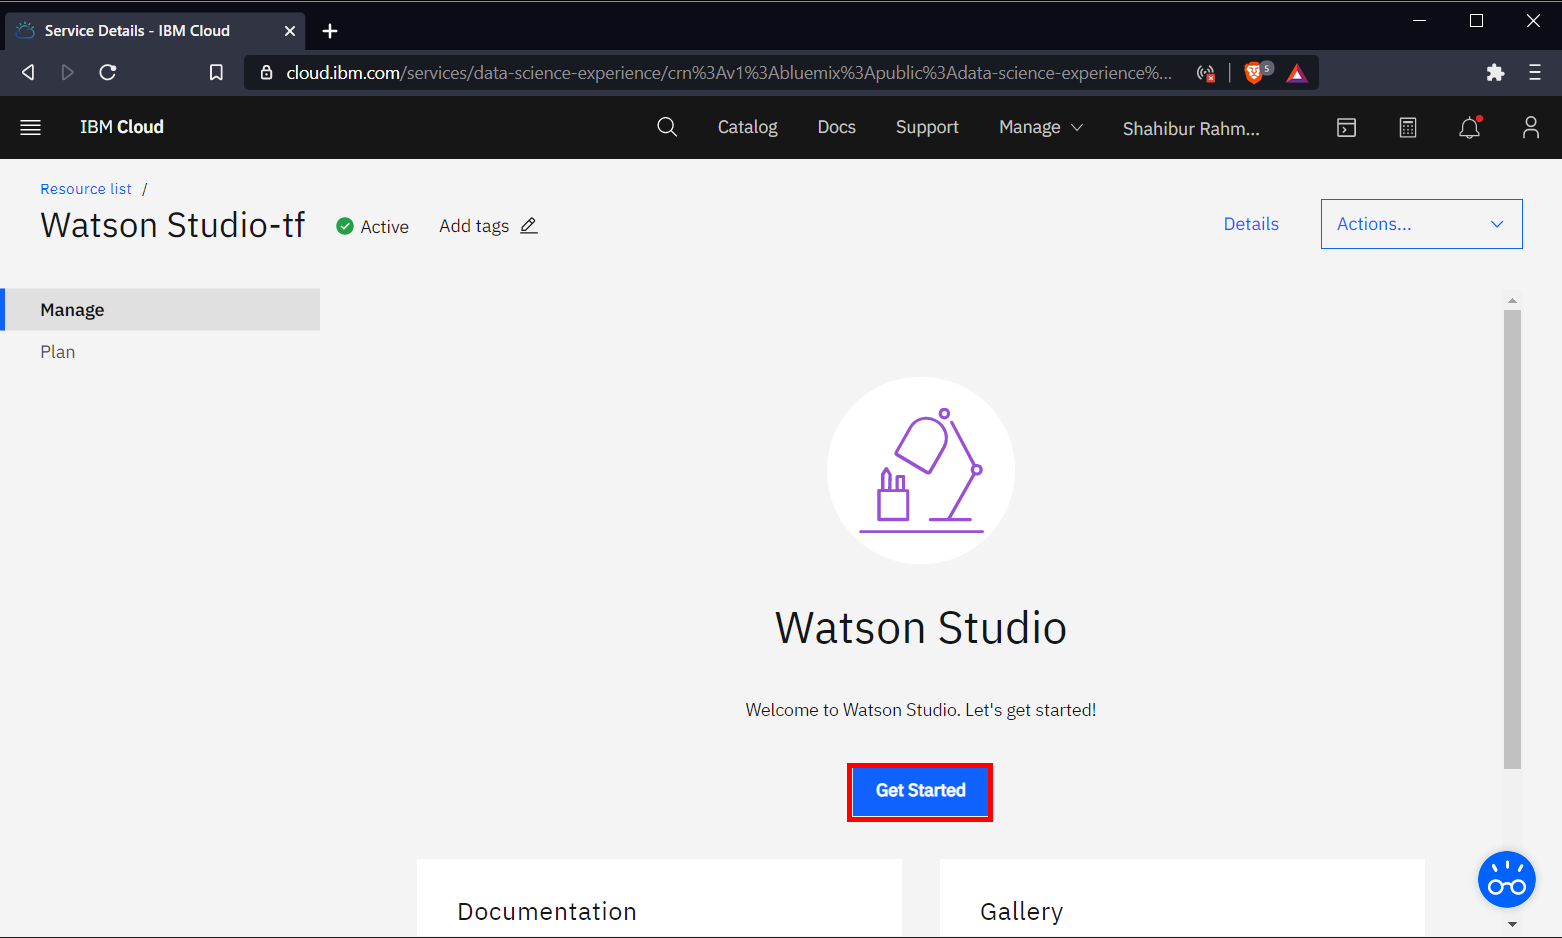 Service Details - IBM Cloud
cloud.ibm.com/services/data-science-experience/crn%3Av1%3Abluemix%3Apublic%3Adata-science-experience%...
5
IBM Cloud
Catalog
Docs
Support
Manage
Shahibur Rahm...
Resource list /
Watson Studio-tf
Active
Add tags
Details
Actions...
Manage
Plan
Watson Studio
Welcome to Watson Studio. Let's get started!
Get Started
Documentation
Gallery